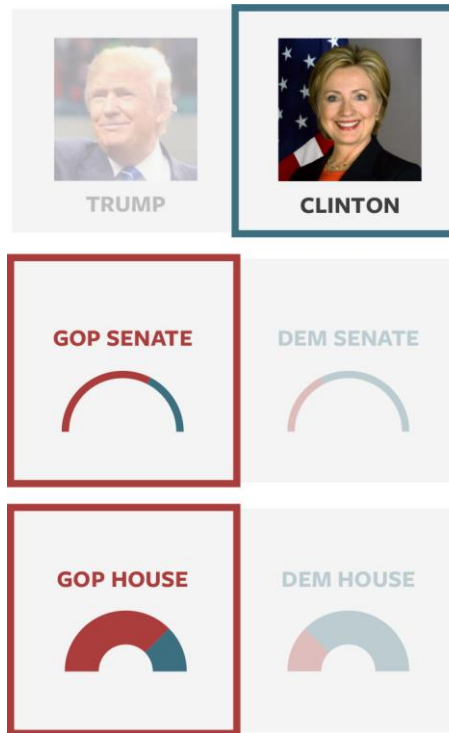 TRUMP
CLINTON
GOP SENATE
DEM SENATE
GOP HOUSE
DEM HOUSE